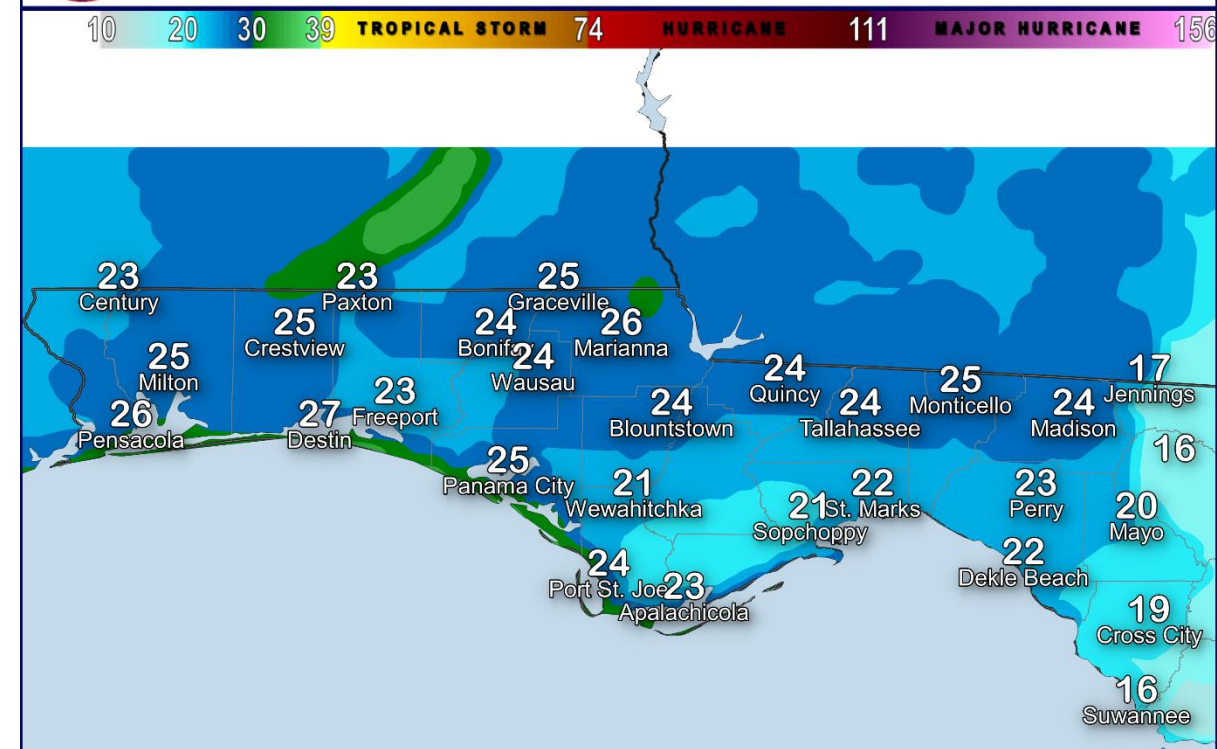 10 20 30 39 TROPICAL STORM 74 HURRICANE 111 MAJOR HURRICANE 156
23
Century
23
Paxton
25
Graceville
25
Crestview
24
Bonifay
26
Marianna
24
Wausau
25
Milton
23
Freeport
26
Pensacola
27
Destin
24
Blountstown
24
Quincy
24
Tallahassee
25
Monticello
24
Madison
17
Jennings
16
25
Panama City
21
Wewahitchka
21
Sopchoppy
22
St. Marks
23
Perry
20
Mayo
24
Port St. Joe
23
Apalachicola
22
Dekle Beach
19
Cross City
16
Suwannee